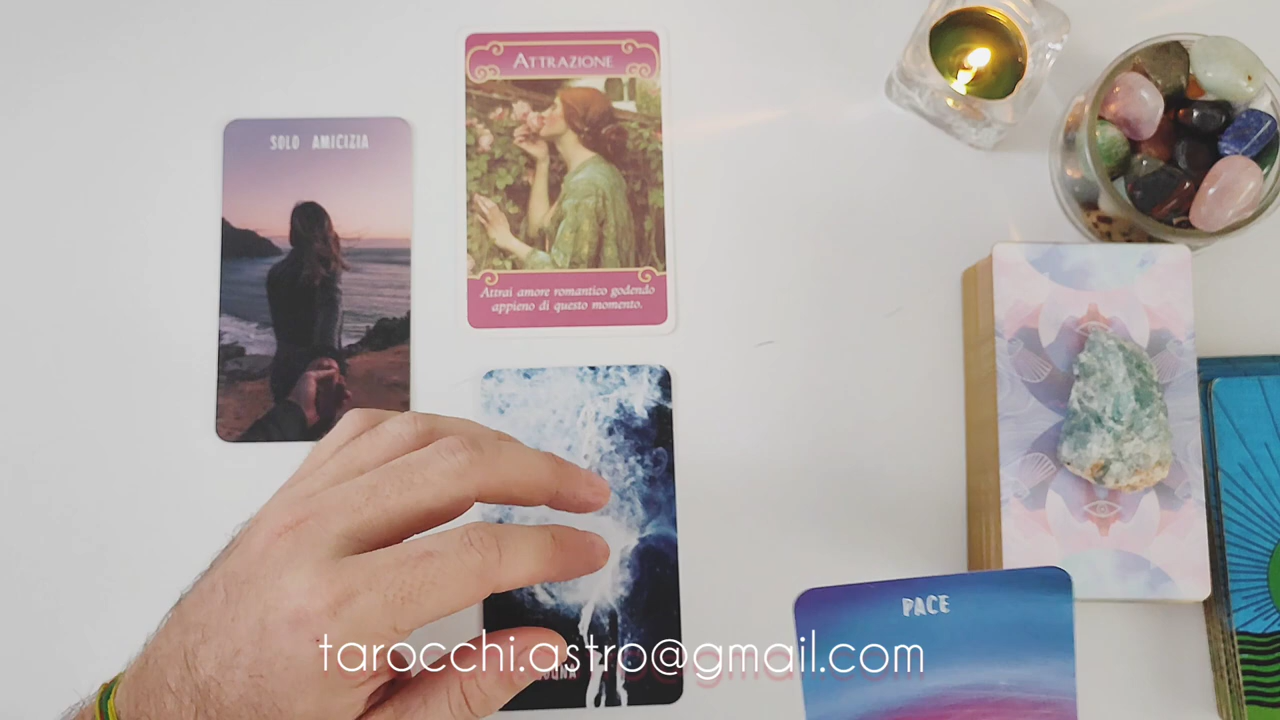 SOLO AMICIZIA
ATTRAZIONE
Attrai amore romantico godendo
appieno di questo momento.
PACE
tarocchi.astro@gmail.com